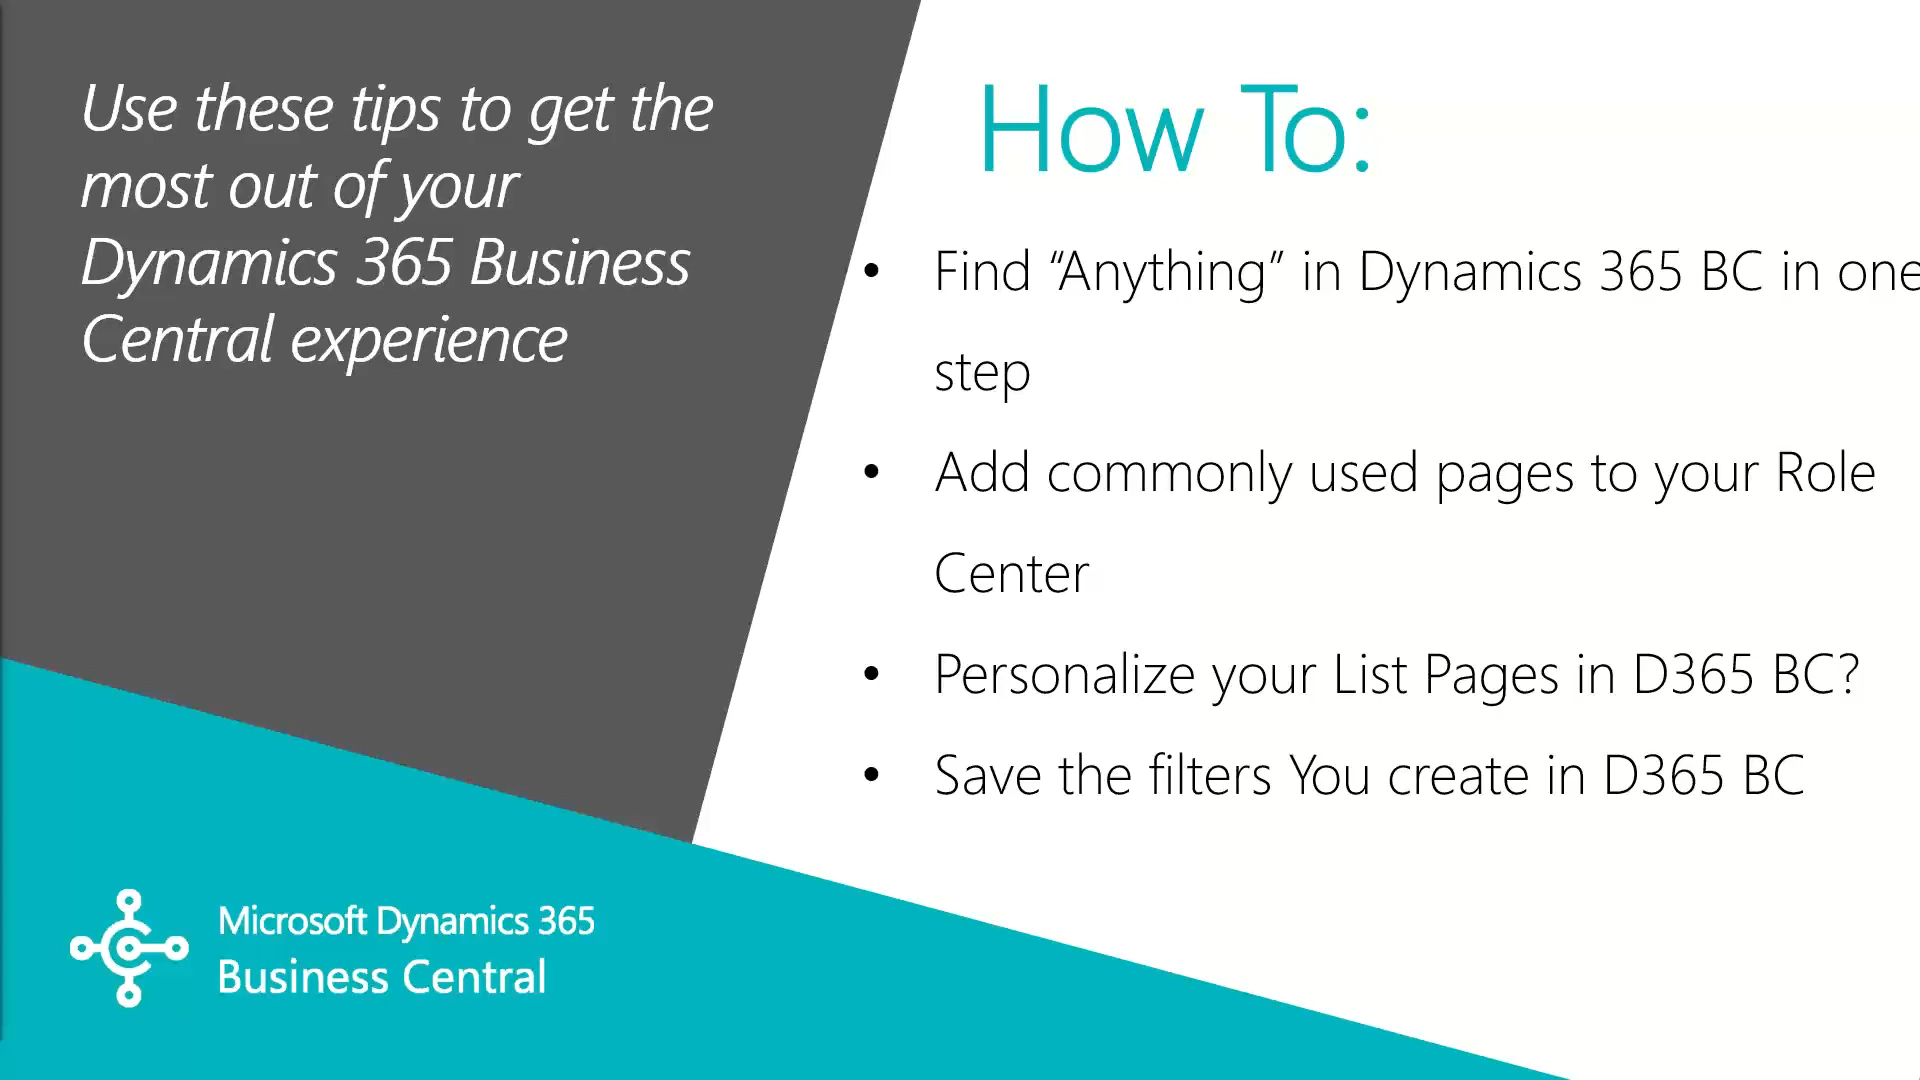 Use these tips to get the
most out of your
Dynamics 365 Business
Central experience
How To:
• Find “Anything” in Dynamics 365 BC in one
step
• Add commonly used pages to your Role
Center
• Personalize your List Pages in D365 BC?
• Save the filters You create in D365 BC
Microsoft Dynamics 365
Business Central